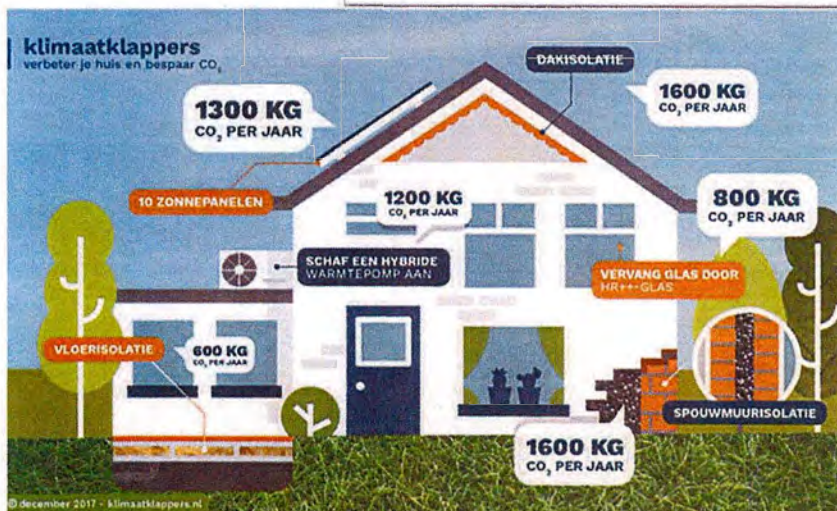 klimaatklappers
verbeter je huis en bespaar CO₂
DAKISOLATIE
1300 KG
CO₂ PER JAAR
1600 KG
CO₂ PER JAAR
10 ZONNEPANELEN
1200 KG
CO₂ PER JAAR
800 KG
CO₂ PER JAAR
SCHAF EEN HYBRIDE
WARMTEPOMP AAN
VERVANG GLAS DOOR
HR++-GLAS
VLOERISOLATIE
600 KG
CO₂ PER JAAR
SPOUWMUURISOLATIE
1600 KG
CO₂ PER JAAR
© december 2017 - klimaatklappers.nl